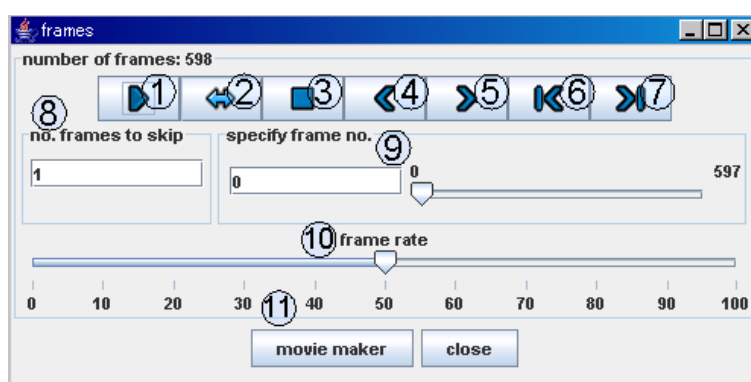 frames
number of frames: 598
1 2 3 4 5 6 7
8
no. frames to skip
specify frame no.
9
1
0
0
597
10 frame rate
0 10 20 30 40 50 60 70 80 90 100
11
movie maker
close